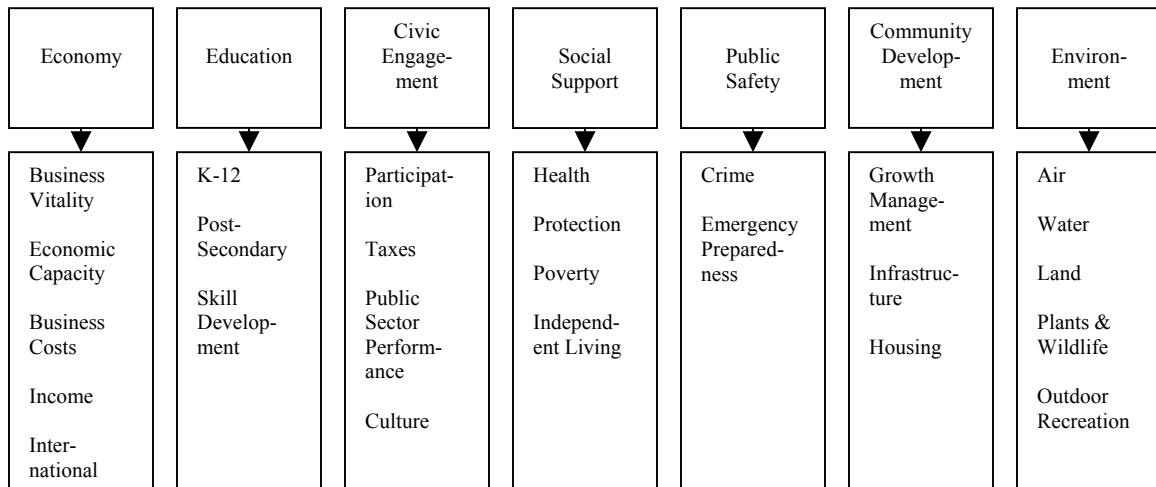 Economy
Education
Civic
Engage-
ment
Social
Support
Public
Safety
Community
Develop-
ment
Environ-
ment
Business
Vitality
Economic
Capacity
Business
Costs
Income
Inter-
national
K-12
Post-
Secondary
Skill
Develop-
ment
Participat-
ion
Taxes
Public
Sector
Perform-
ance
Culture
Health
Protection
Poverty
Independ-
ent Living
Crime
Emergency
Prepared-
ness
Growth
Manage-
ment
Infrastruc-
ture
Housing
Air
Water
Land
Plants &
Wildlife
Outdoor
Recreation